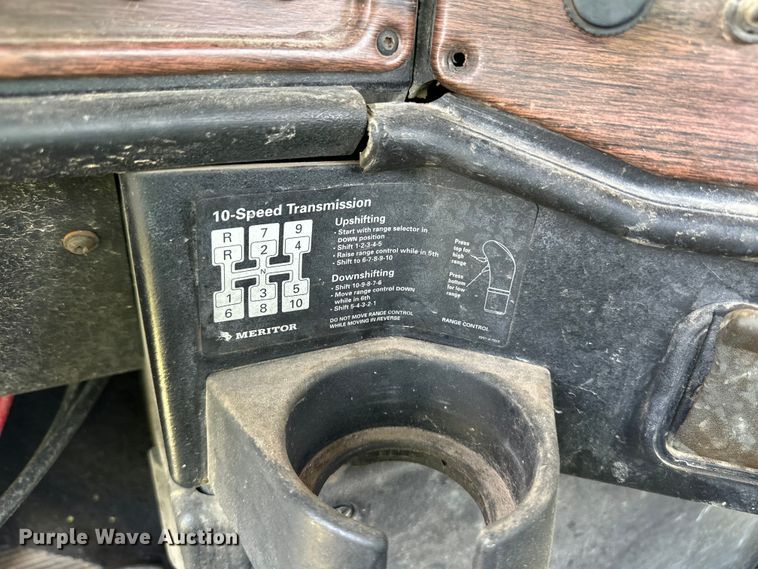 10-Speed Transmission
R 7 9
R 2 4
N
1 3 5
6 8 10
MERITOR
Upshifting
• Start with range selector in
DOWN position
• Shift 1-2-3-4-5
• Raise range control while in 5th
• Shift to 6-7-8-9-10
Downshifting
• Shift 10-9-8-7-6
• Move range control DOWN
while in 6th
• Shift 5-4-3-2-1
DO NOT MOVE RANGE CONTROL
WHILE MOVING IN REVERSE
Press
top for
high
range
Press
bottom
for low
range
RANGE CONTROL
Purple Wave Auction